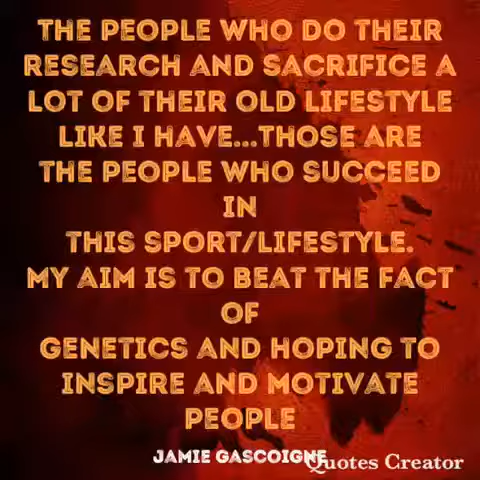 THE PEOPLE WHO DO THEIR
RESEARCH AND SACRIFICE A
LOT OF THEIR OLD LIFESTYLE
LIKE I HAVE...THOSE ARE
THE PEOPLE WHO SUCCEED
IN
THIS SPORT/LIFESTYLE.
MY AIM IS TO BEAT THE FACT
OF
GENETICS AND HOPING TO
INSPIRE AND MOTIVATE
PEOPLE
JAMIE GASCOIGNE
Quotes Creator